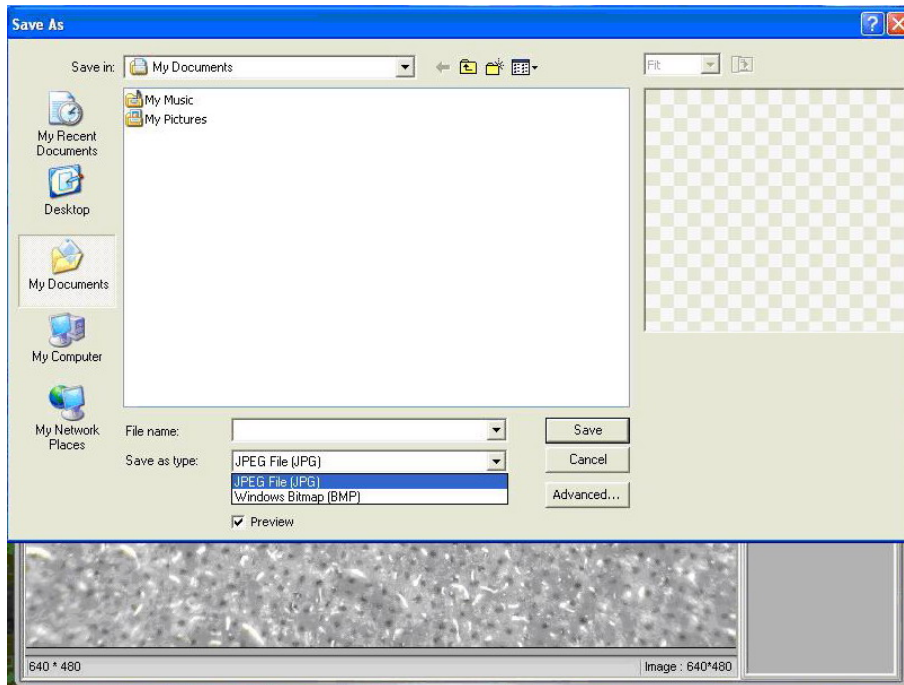 Save As
Save in:
My Documents
Fit
My Recent
Documents
Desktop
My Documents
My Computer
My Network
Places
My Music
My Pictures
File name:
Save
Save as type:
JPEG File (JPG)
Cancel
JPEG File (JPG)
Windows Bitmap (BMP)
Advanced...
Preview
640 * 480
Image : 640*480